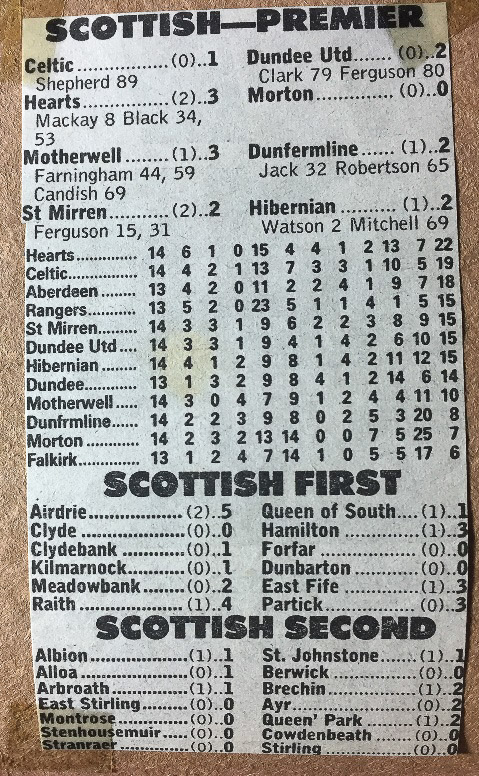 SCOTTISH—PREMIER
Celtic....................(0)..1 Dundee Utd.....(0)..2
Shepherd 89 Clark 79 Ferguson 80
Hearts..................(2)..3 Morton..............(0)..0
Mackay 8 Black 34,
53
Motherwell .........(1)..3 Dunfermline...... (1)..2
Farningham 44, 59 Jack 32 Robertson 65
Candish 69
St Mirren............(2)..2 Hibernian ..........(1)..2
Ferguson 15, 31 Watson 2 Mitchell 69
Hearts.............. 14 6 1 0 15 4 4 1 2 13 7 22
Celtic............... 14 4 2 1 13 7 3 3 1 10 5 19
Aberdeen ......... 13 4 2 0 11 2 2 4 1 9 7 18
Rangers............ 13 5 2 0 23 5 1 1 4 1 5 15
St Mirren.......... 14 3 3 1 9 6 2 2 3 8 9 15
Dundee Utd ..... 14 3 3 1 9 4 1 4 2 6 10 15
Hibernian ......... 14 4 1 2 9 8 1 4 2 11 12 15
Dundee............. 13 1 3 2 9 8 4 1 2 14 6 14
Motherwell ..... 14 3 0 4 7 9 1 2 4 4 11 10
Dunfrmline...... 14 2 2 3 9 8 0 2 5 3 20 8
Morton ............ 14 2 3 2 13 14 0 0 7 5 25 7
Falkirk.............. 13 1 2 4 7 14 1 0 5 5 17 6
SCOTTISH FIRST
Airdrie ..................(2)..5 Queen of South....(1)..1
Clyde ...................(0)..0 Hamilton ............(1)..3
Clydebank ............(0)..1 Forfar ................(0)..0
Kilmarnock...........(0)..1 Dunbarton .........(0)..0
Meadowbank........(0)..2 East Fife ............(1)..3
Raith ...................(1)..4 Partick...............(0)..3
SCOTTISH SECOND
Albion..................(1)..1 St. Johnstone.......(1)..1
Alloa ...................(0)..1 Berwick ..............(0)..0
Arbroath ..............(1)..1 Brechin ..............(1)..2
East Stirling .........(0)..0 Ayr ....................(0)..2
Montrose .............(0)..0 Queen' Park ........(1)..2
Stenhousemuir ......(0)..0 Cowdenbeath ......(0)..0
Stranraer .............(0)..0 Stirling...............(0)..0